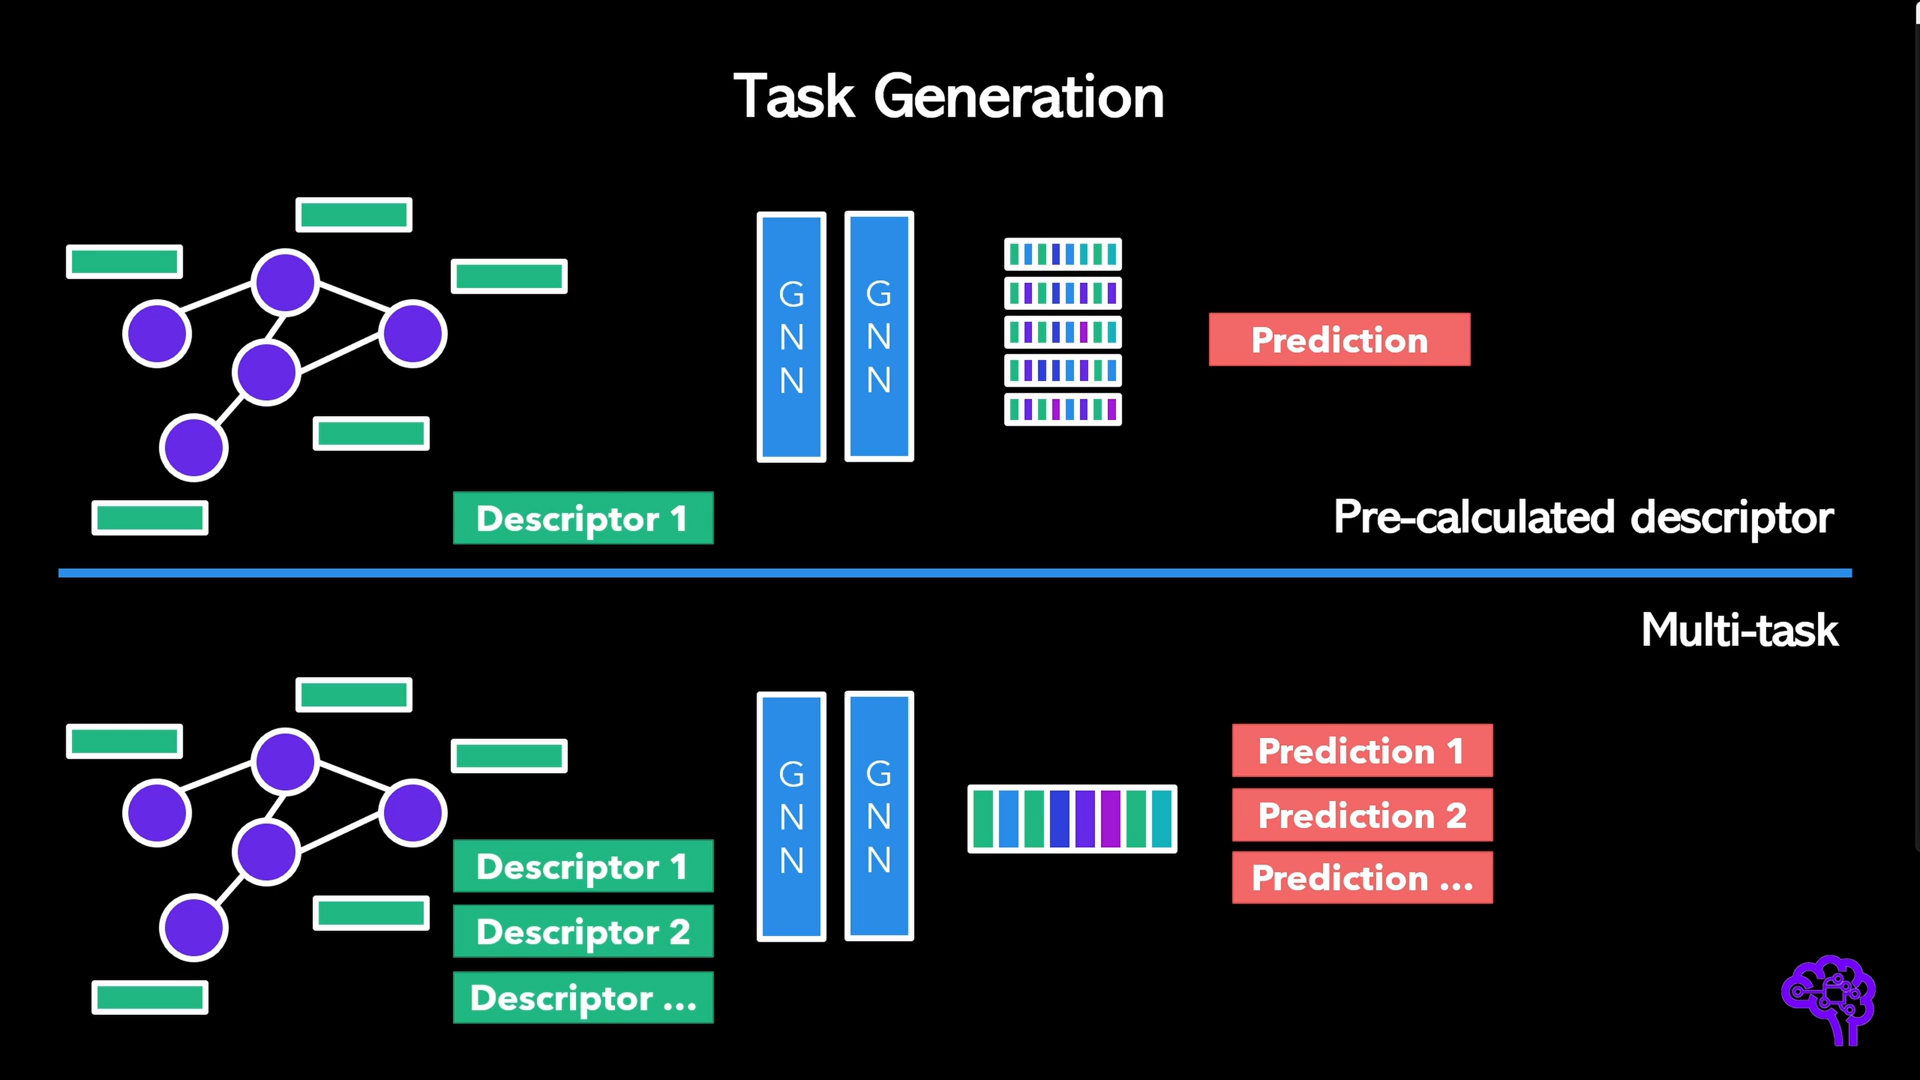 Task Generation
G
N
N
G
N
N
Prediction
Descriptor 1
Pre-calculated descriptor
Multi-task
G
N
N
G
N
N
Descriptor 1
Descriptor 2
Descriptor ...
Prediction 1
Prediction 2
Prediction ...